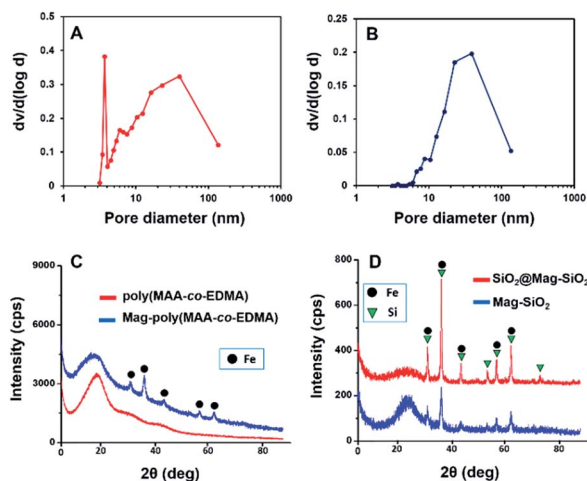 A
dv/d(log d)
0.5
0.4
0.3
0.2
0.1
0
1 10 100 1000
Pore diameter (nm)
B
dv/d(log d)
0.25
0.2
0.15
0.1
0.05
0
1 10 100 1000
Pore diameter (nm)
C
Intensity (cps)
9000
6000
3000
0
poly(MAA-co-EDMA)
Mag-poly(MAA-co-EDMA)
Fe
0 20 40 60 80
2θ (deg)
D
Intensity (cps)
800
600
400
200
0
Fe
Si
SiO₂@Mag-SiO₂
Mag-SiO₂
0 20 40 60 80
2θ (deg)